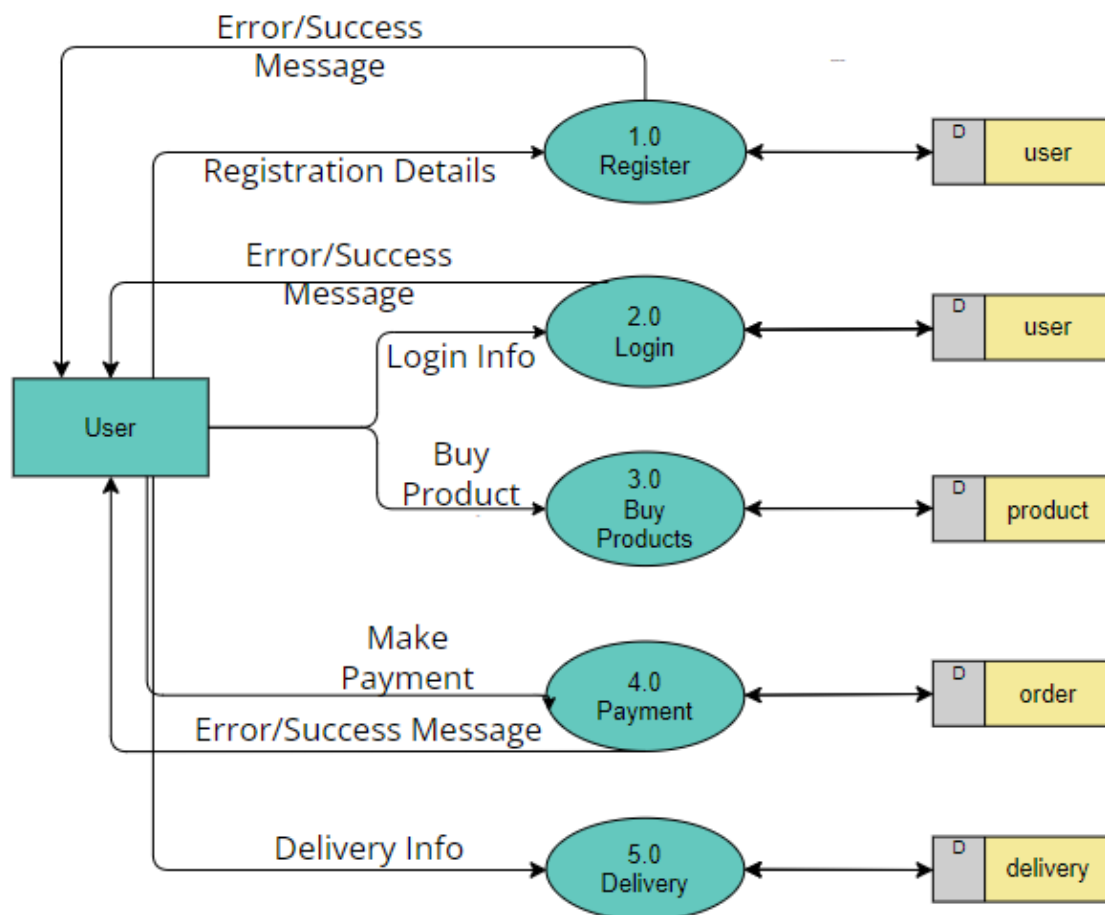 Error/Success
Message
1.0
Register
D
user
Registration Details
Error/Success
Message
2.0
Login
D
user
Login Info
User
Buy
Product
3.0
Buy
Products
D
product
Make
Payment
4.0
Payment
D
order
Error/Success Message
Delivery Info
5.0
Delivery
D
delivery